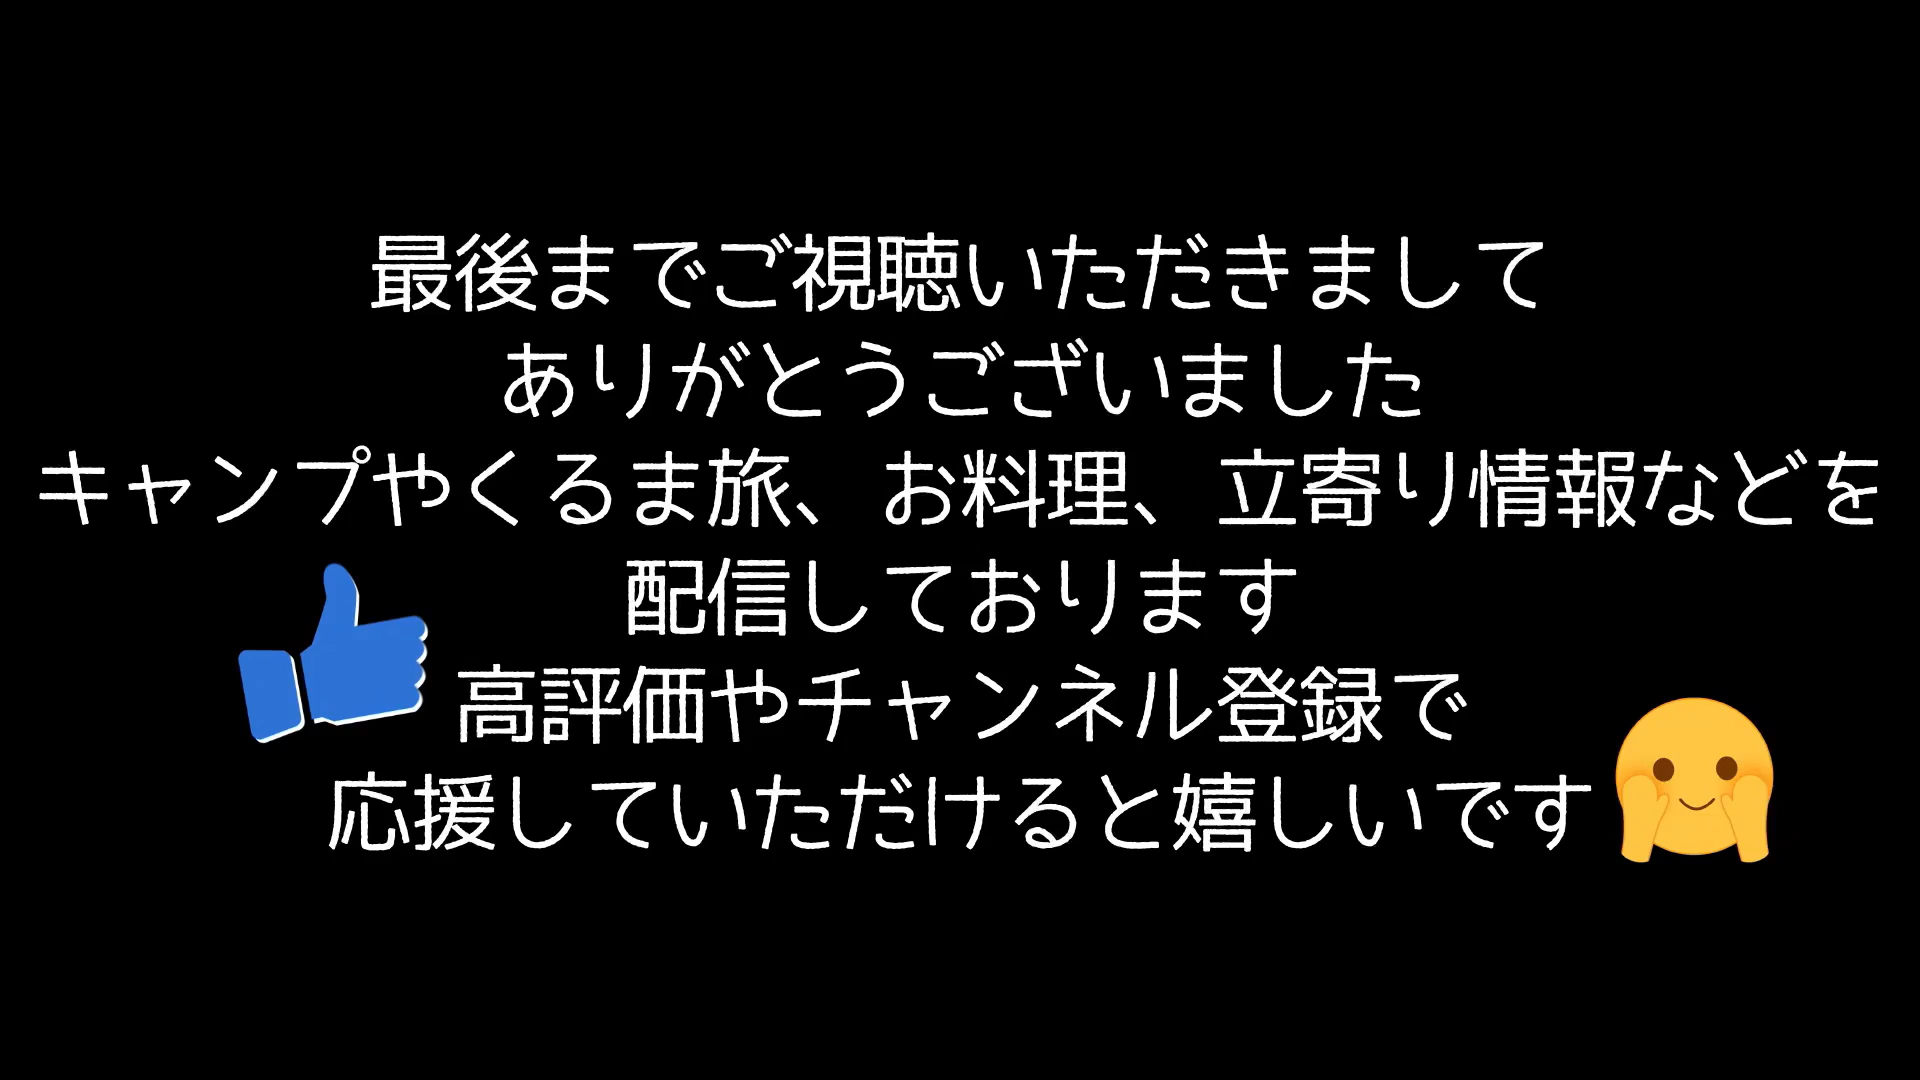 最後までご視聴いただきまして
ありがとうございました
キャンプやくるま旅、お料理、立寄り情報などを
配信しております
高評価やチャンネル登録で
応援していただけると嬉しいです